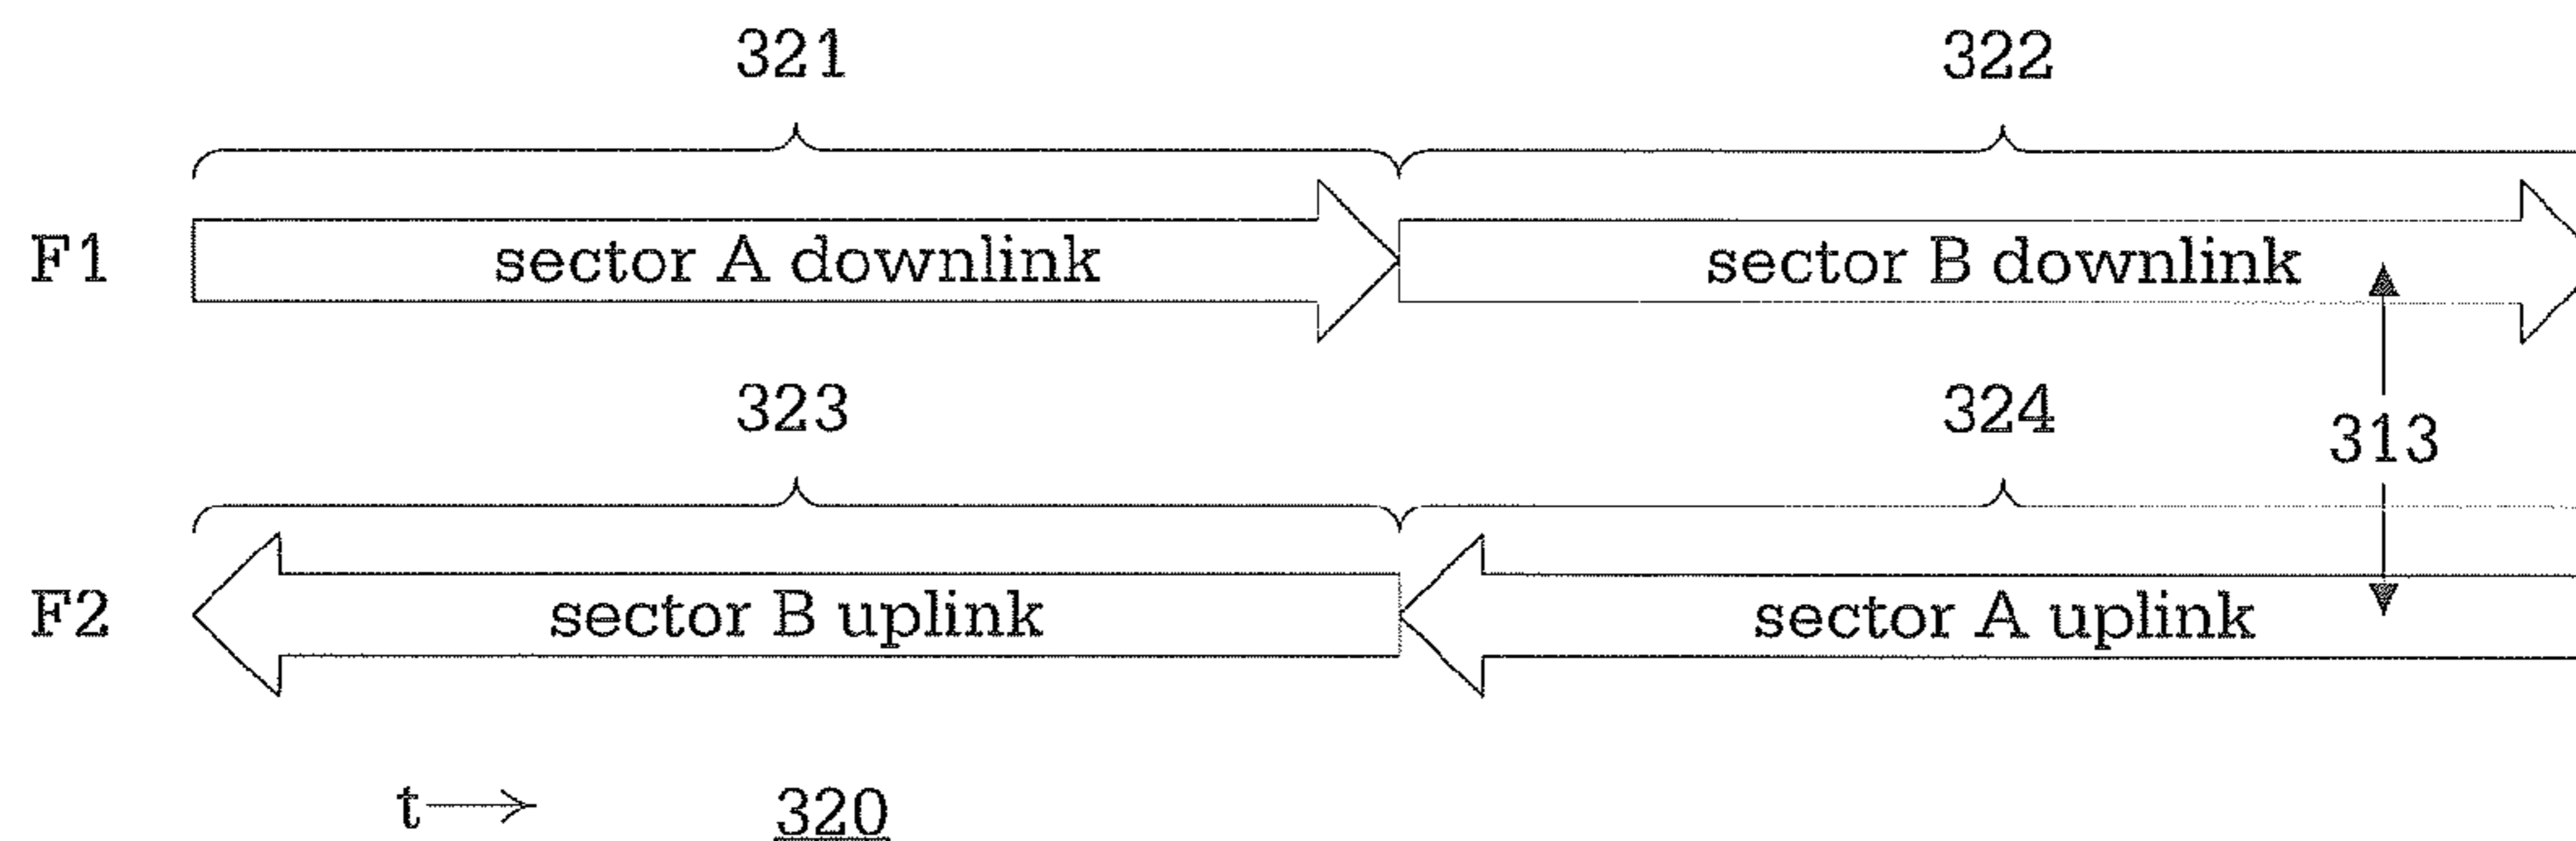 321 322
F1 sector A downlink sector B downlink
323 324
313
F2 sector B uplink sector A uplink
t 320